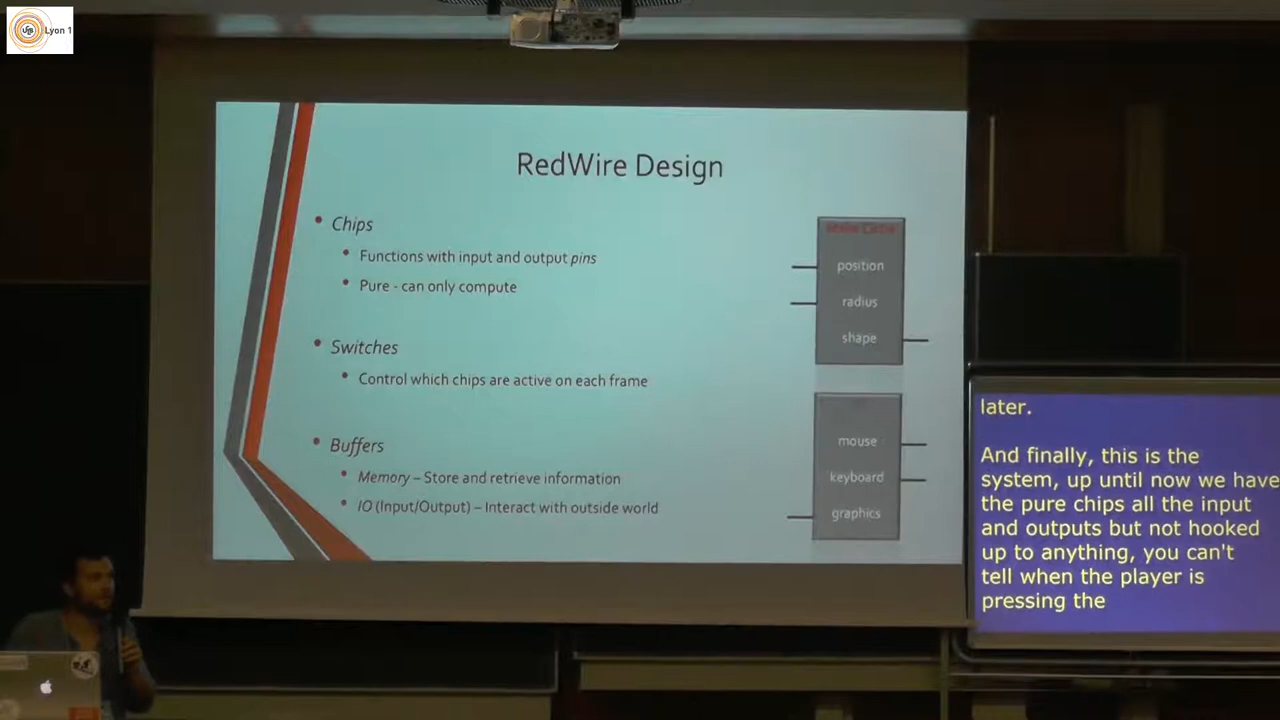 Lyon 1
RedWire Design
• Chips
• Functions with input and output pins
• Pure - can only compute
• Switches
• Control which chips are active on each frame
• Buffers
• Memory – Store and retrieve information
• IO (Input/Output) – Interact with outside world
Make Circle
position
radius
shape
mouse
keyboard
graphics
later.
And finally, this is the
system, up until now we have
the pure chips all the input
and outputs but not hooked
up to anything, you can't
tell when the player is
pressing the